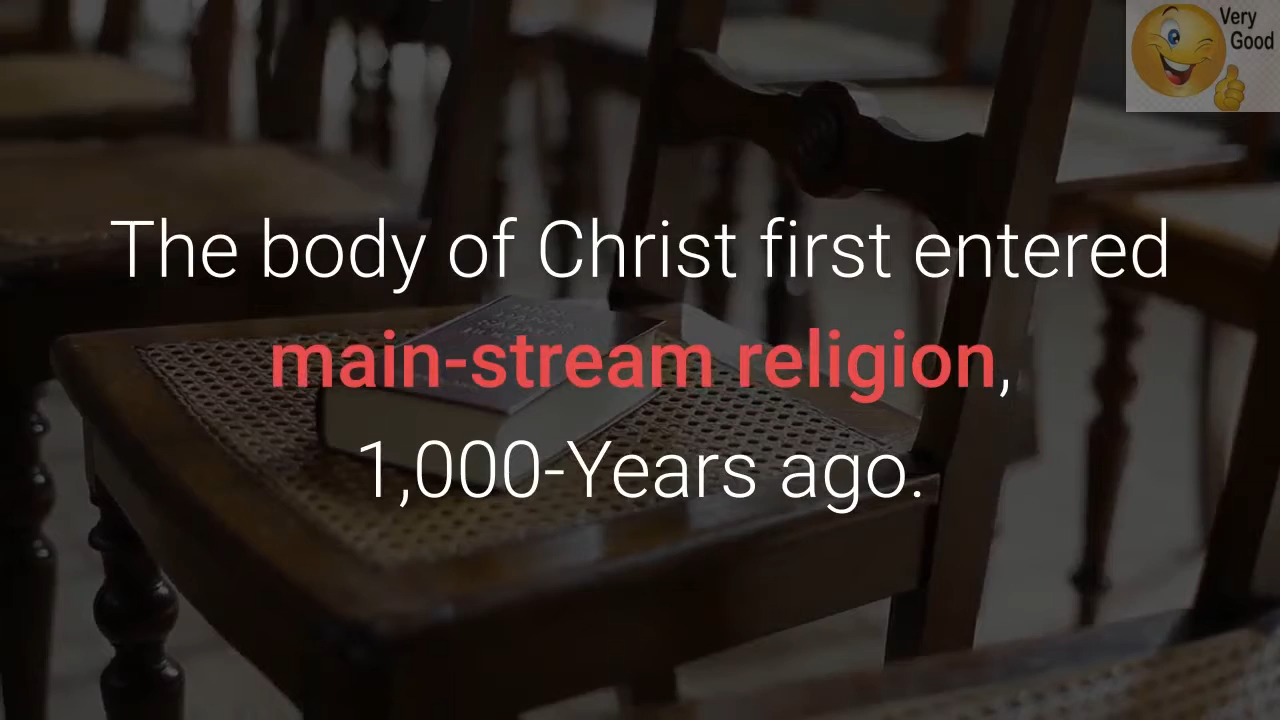 Very
Good
The body of Christ first entered
main-stream religion,
1,000-Years ago.